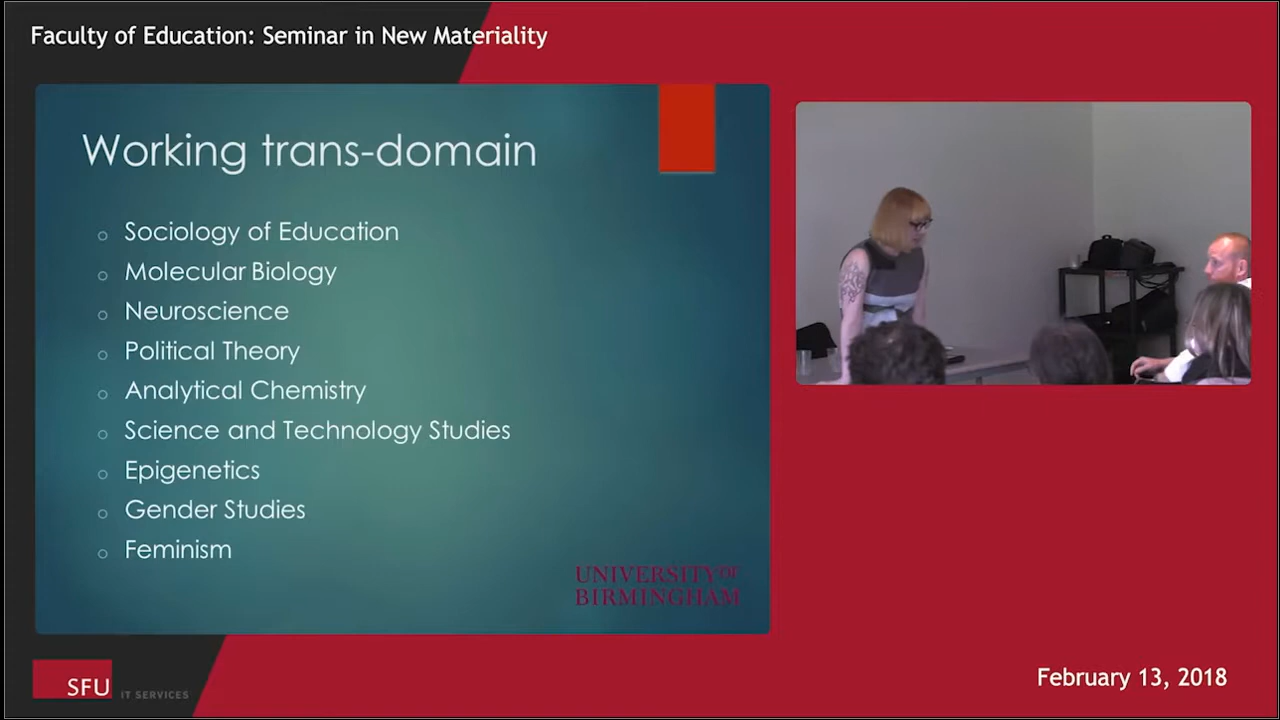 Faculty of Education: Seminar in New Materiality
Working trans-domain
Sociology of Education
Molecular Biology
Neuroscience
Political Theory
Analytical Chemistry
Science and Technology Studies
Epigenetics
Gender Studies
Feminism
UNIVERSITY OF
BIRMINGHAM
SFU IT SERVICES
February 13, 2018